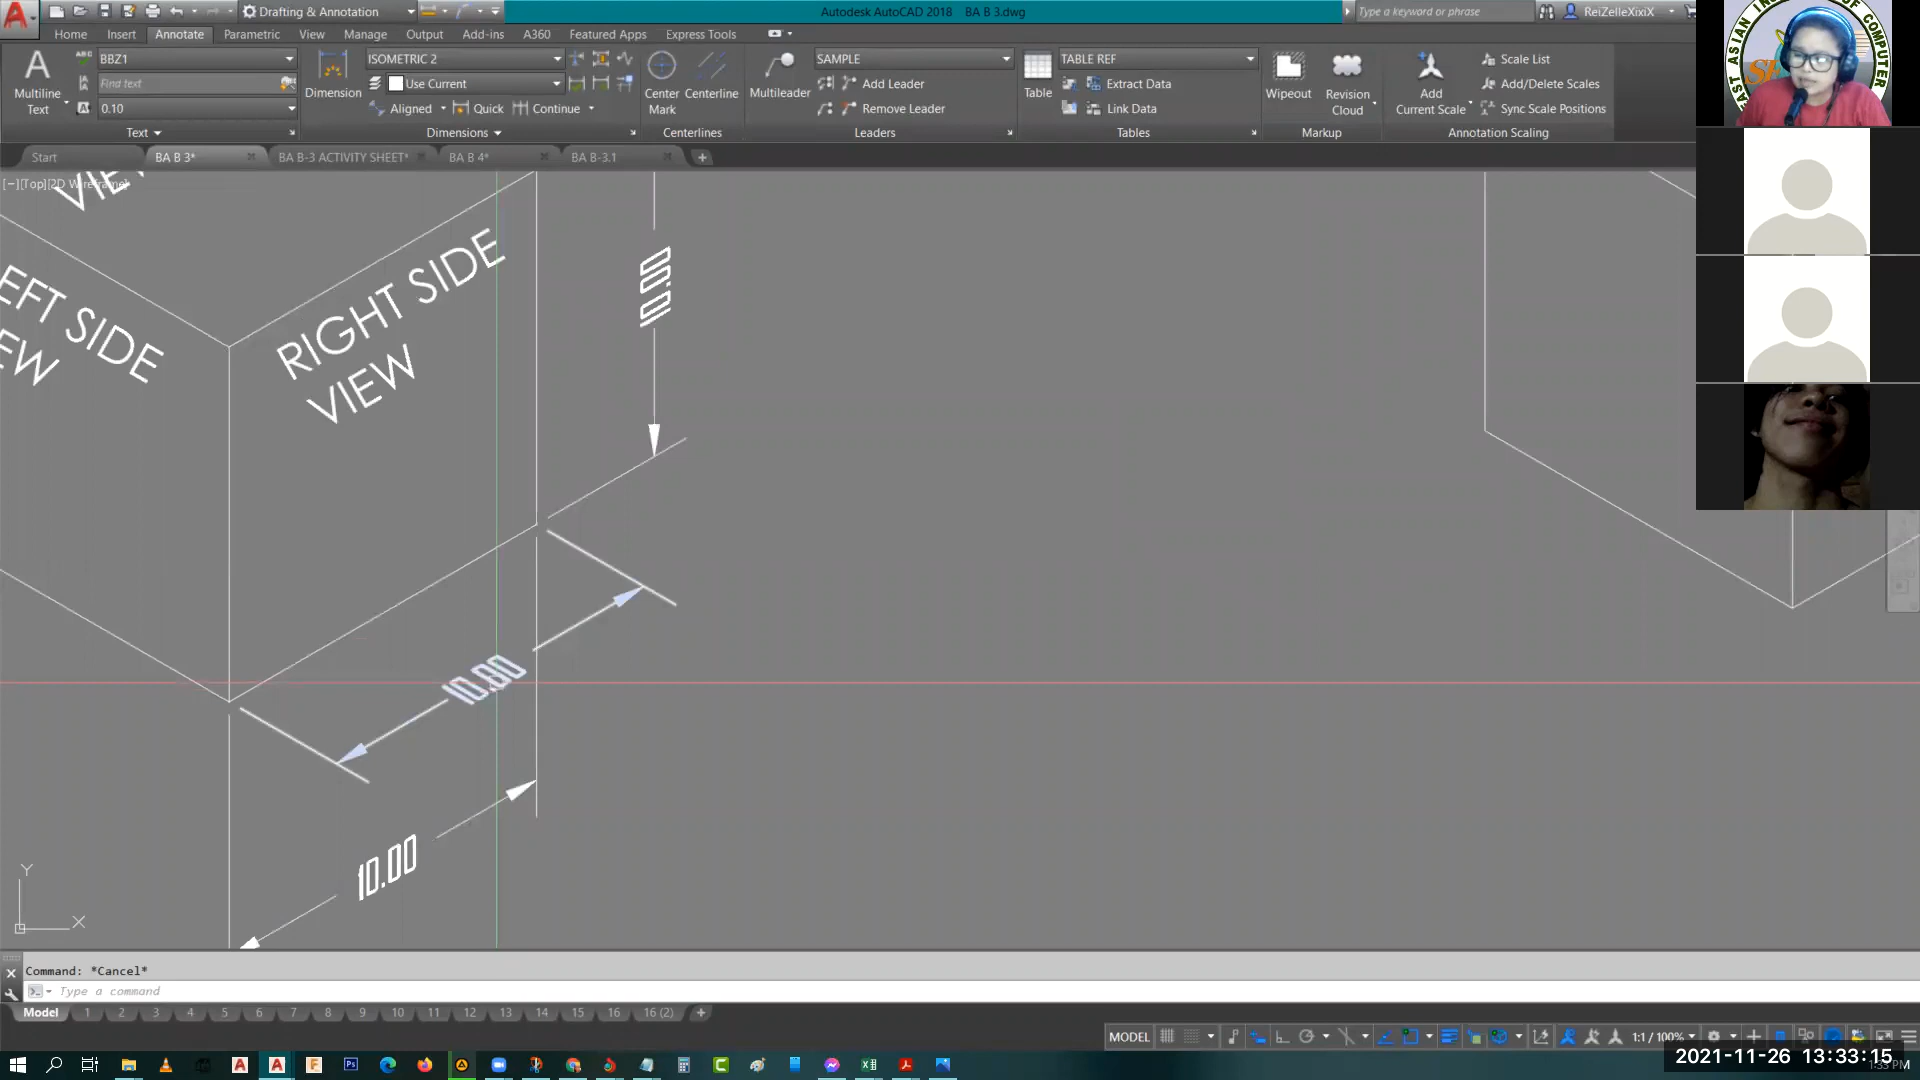 Drafting & Annotation
Autodesk AutoCAD 2018 BA B 3.dwg
Type a keyword or phrase
ReiZelleXixiX
Home Insert Annotate Parametric View Manage Output Add-ins A360 Featured Apps Express Tools
Multiline Text
BBZ1
Find text
0.10
Text
Dimension
ISOMETRIC 2
Use Current
Aligned Quick Continue
Dimensions
Center Mark
Centerline
Centerlines
Multileader
SAMPLE
Add Leader
Remove Leader
Leaders
Table
TABLE REF
Extract Data
Link Data
Tables
Wipeout
Revision Cloud
Markup
Add Current Scale
Scale List
Add/Delete Scales
Sync Scale Positions
Annotation Scaling
Start BA B 3* BA B-3 ACTIVITY SHEET* BA B 4* BA B-3.1
[−][Top][2D Wireframe]
RIGHT SIDE
VIEW
EFT SIDE
10.00
10.00
Y
X
Command: *Cancel*
Type a command
Model 1 2 3 4 5 6 7 8 9 10 11 12 13 14 15 16 16 (2)
MODEL
1:1 / 100%
2021-11-26 13:33:15
ASIAN
OF COMPUTER